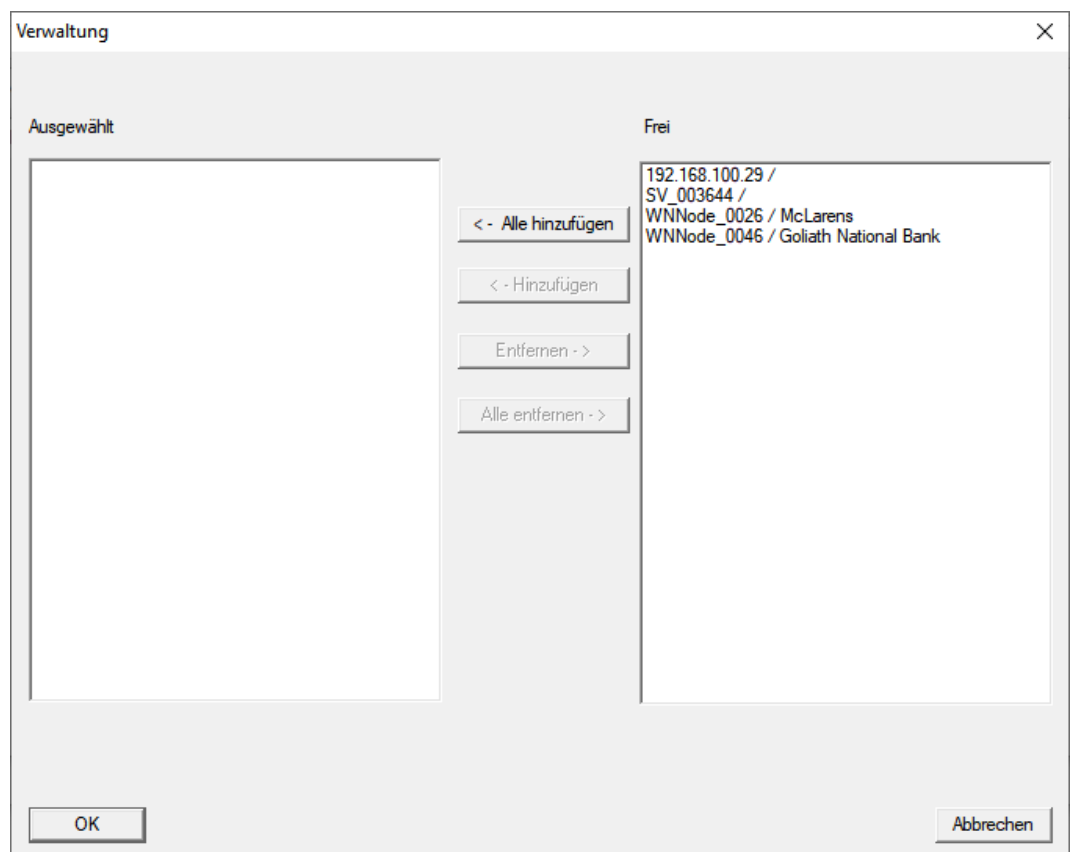 Verwaltung
Ausgewählt
Frei
192.168.100.29 /
SV_003644 /
WNNode_0026 / McLarens
WNNode_0046 / Goliath National Bank
< - Alle hinzufügen
< - Hinzufügen
Entfernen - >
Alle entfernen - >
OK
Abbrechen